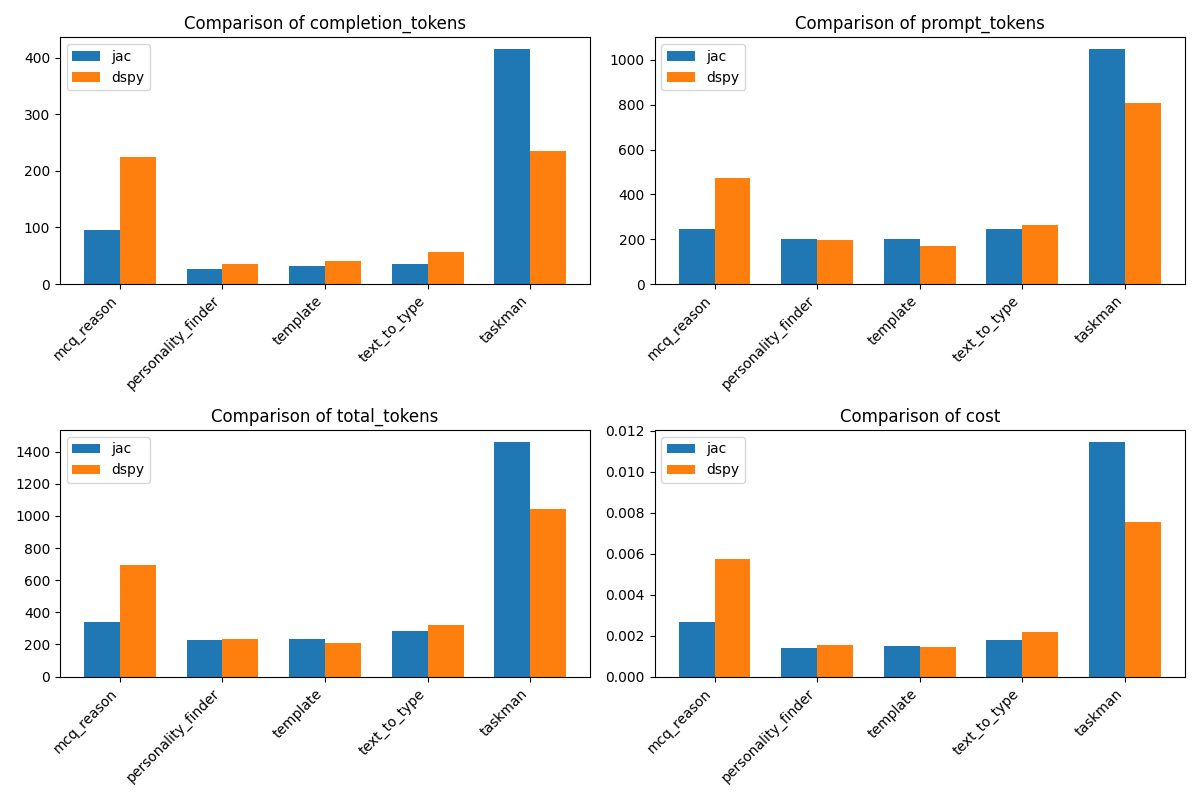 Comparison of completion_tokens
jac
dspy
400
300
200
100
0
mcq_reason
personality_finder
template
text_to_type
taskman
Comparison of prompt_tokens
jac
dspy
1000
800
600
400
200
0
mcq_reason
personality_finder
template
text_to_type
taskman
Comparison of total_tokens
jac
dspy
1400
1200
1000
800
600
400
200
0
mcq_reason
personality_finder
template
text_to_type
taskman
Comparison of cost
jac
dspy
0.012
0.010
0.008
0.006
0.004
0.002
0.000
mcq_reason
personality_finder
template
text_to_type
taskman